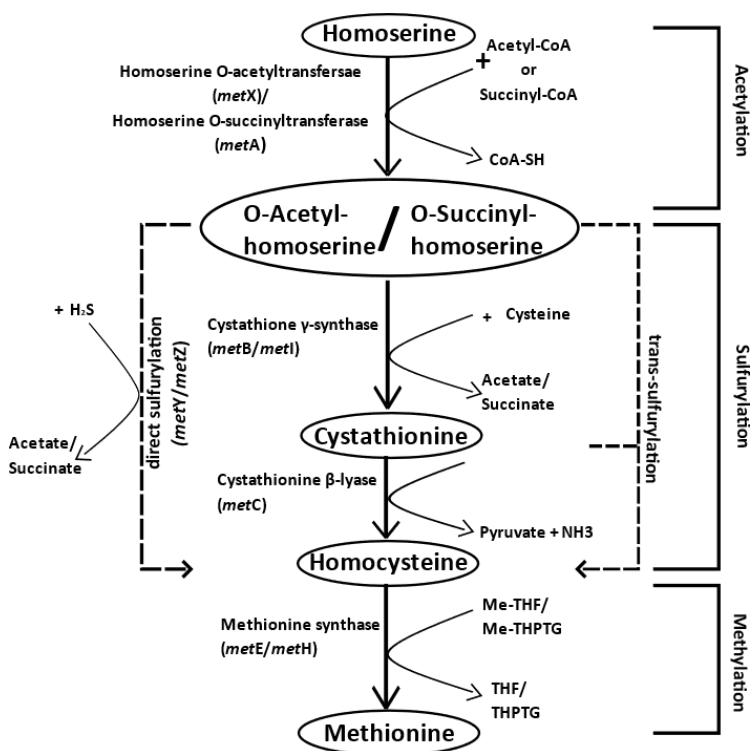 Homoserine
Homoserine O-acetyltransfersae
(metX)/
Homoserine O-succinyltransferase
(metA)
+ Acetyl-CoA
or
Succinyl-CoA
CoA-SH
Acetylation
O-Acetyl-
homoserine
/
O-Succinyl-
homoserine
+ H₂S
Acetate/
Succinate
direct sulfurylation
(metY/metZ)
Cystathione γ-synthase
(metB/metI)
+ Cysteine
Acetate/
Succinate
trans-sulfurylation
Sulfurylation
Cystathionine
Cystathionine β-lyase
(metC)
Pyruvate + NH3
Homocysteine
Methionine synthase
(metE/metH)
Me-THF/
Me-THPTG
THF/
THPTG
Methylation
Methionine